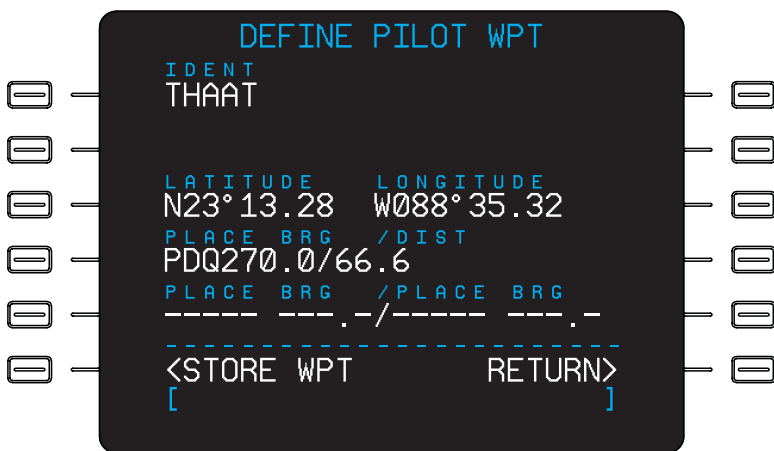 DEFINE PILOT WPT
IDENT
THAAT
LATITUDE LONGITUDE
N23°13.28 W088°35.32
PLACE BRG /DIST
PDQ270.0/66.6
PLACE BRG /PLACE BRG
----- ---.-/----- ---.-
------------------------
<STORE WPT RETURN>
[ ]